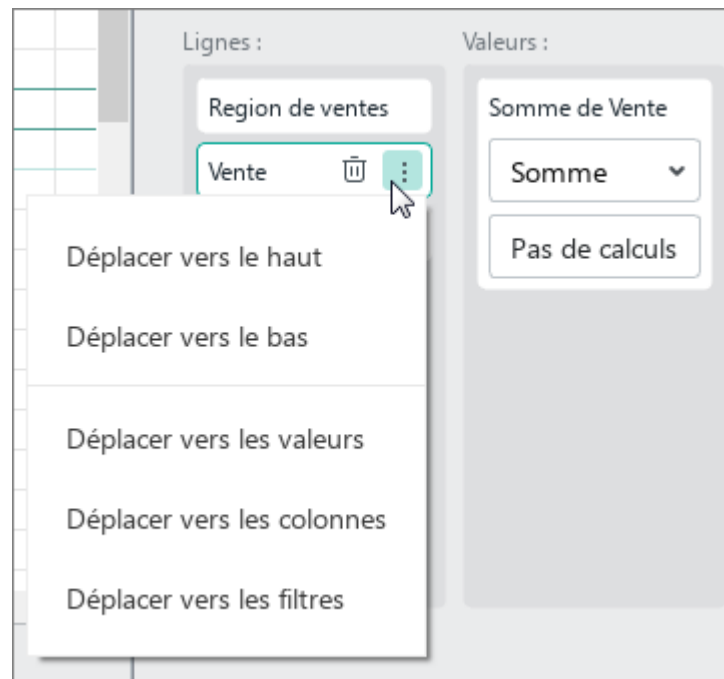 Lignes :
Valeurs :
Region de ventes
Somme de Vente
Vente
Somme
Pas de calculs
Déplacer vers le haut
Déplacer vers le bas
Déplacer vers les valeurs
Déplacer vers les colonnes
Déplacer vers les filtres